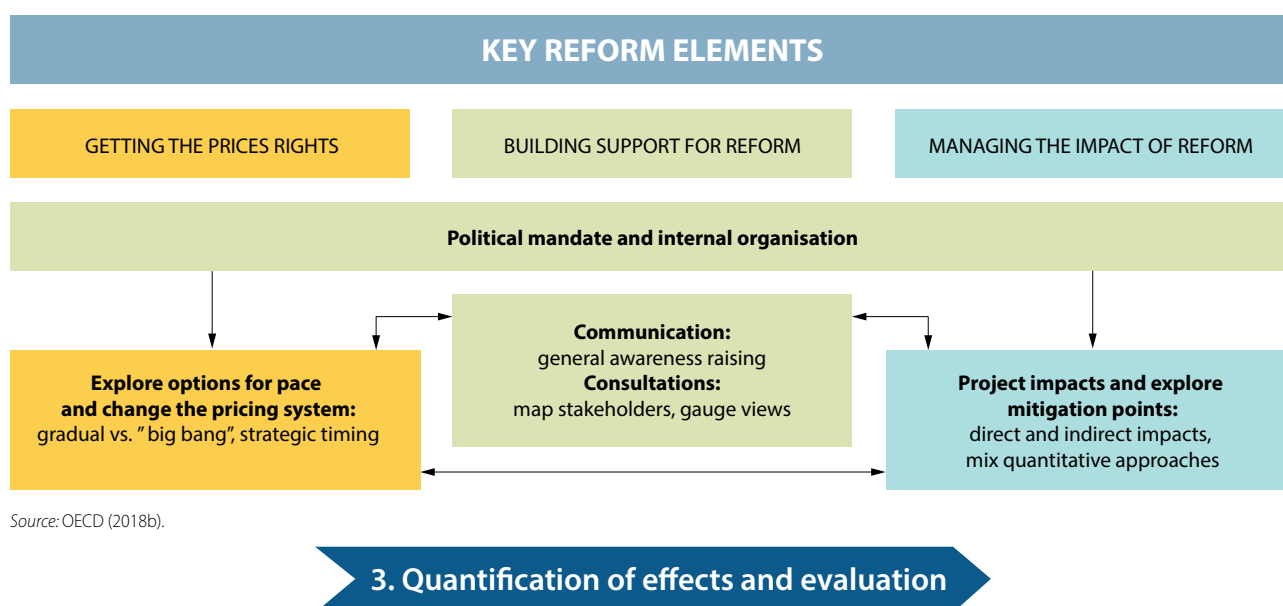 KEY REFORM ELEMENTS
GETTING THE PRICES RIGHTS
BUILDING SUPPORT FOR REFORM
MANAGING THE IMPACT OF REFORM
Political mandate and internal organisation
Explore options for pace
and change the pricing system:
gradual vs. ” big bang”, strategic timing
Communication:
general awareness raising
Consultations:
map stakeholders, gauge views
Project impacts and explore
mitigation points:
direct and indirect impacts,
mix quantitative approaches
Source: OECD (2018b).
3. Quantification of effects and evaluation